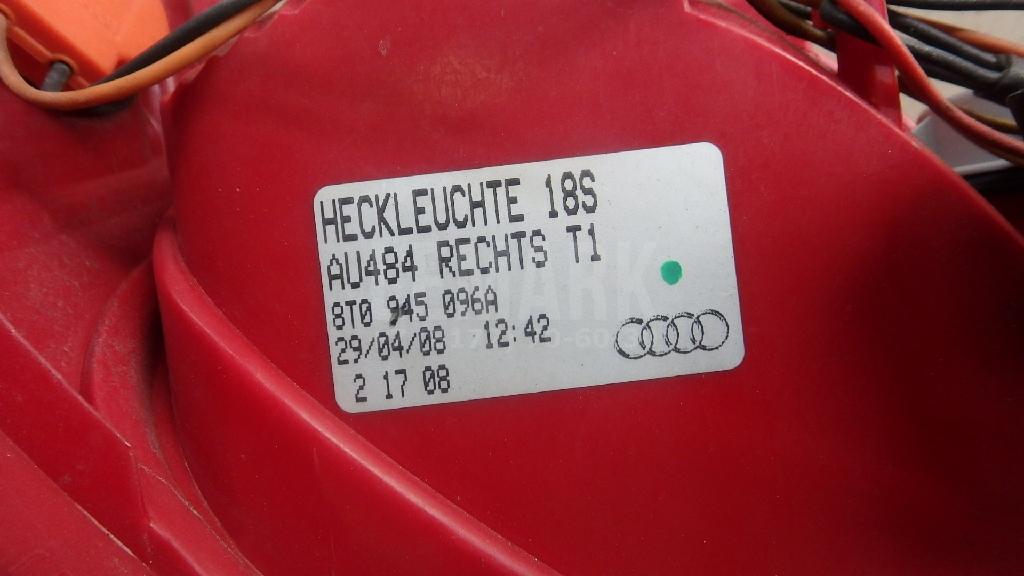 HECKLEUCHTE 18S
AU484 RECHTS T1
8T0 945 096A
29/04/08 12:42
2 17 08